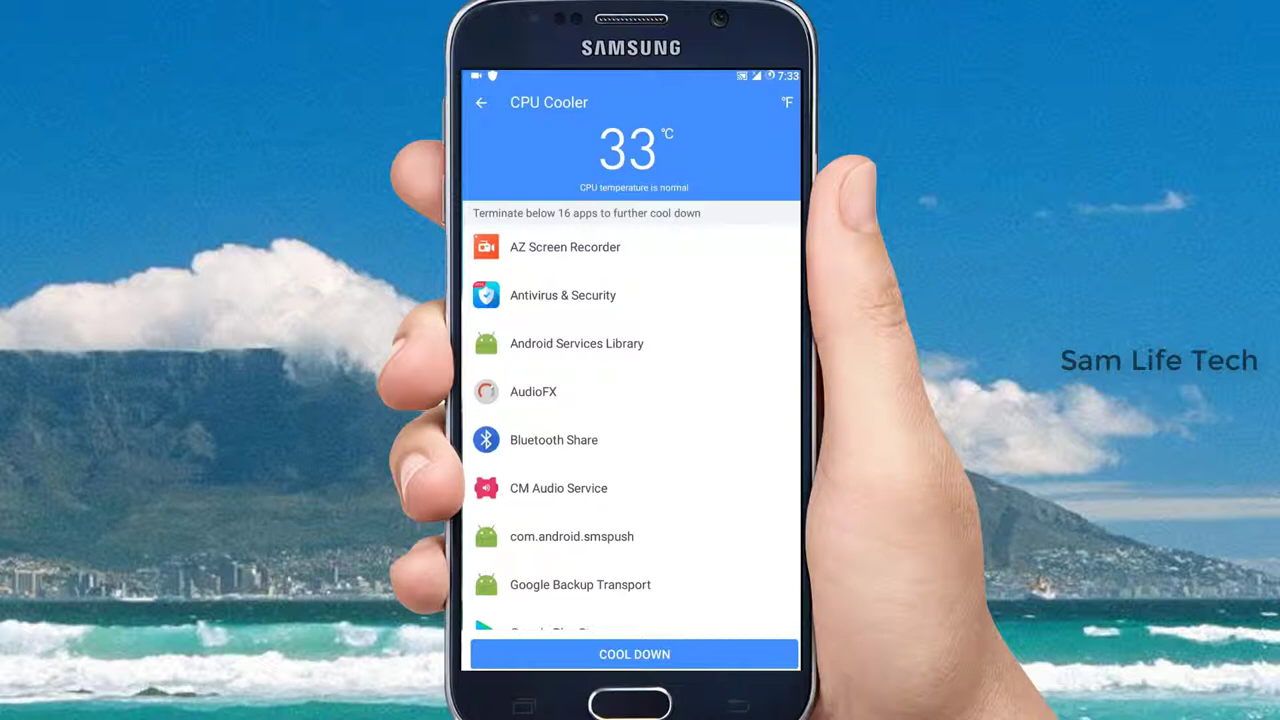 SAMSUNG
7:33
CPU Cooler
°F
33 °C
CPU temperature is normal
Terminate below 16 apps to further cool down
AZ Screen Recorder
Antivirus & Security
Android Services Library
AudioFX
Bluetooth Share
CM Audio Service
com.android.smspush
Google Backup Transport
COOL DOWN
Sam Life Tech